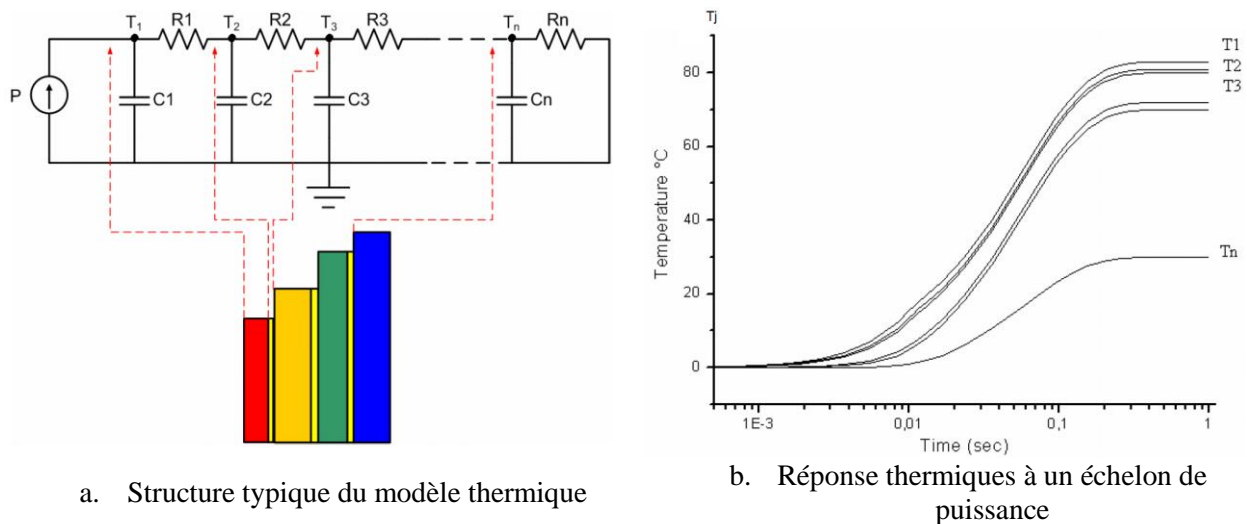 T1 R1 T2 R2 T3 R3 Tn Rn
P C1 C2 C3 Cn
a. Structure typique du modèle thermique
Tj
Temperature °C
80
60
40
20
0
T1
T2
T3
Tn
1E-3 0,01 0,1 1
Time (sec)
b. Réponse thermiques à un échelon de
puissance